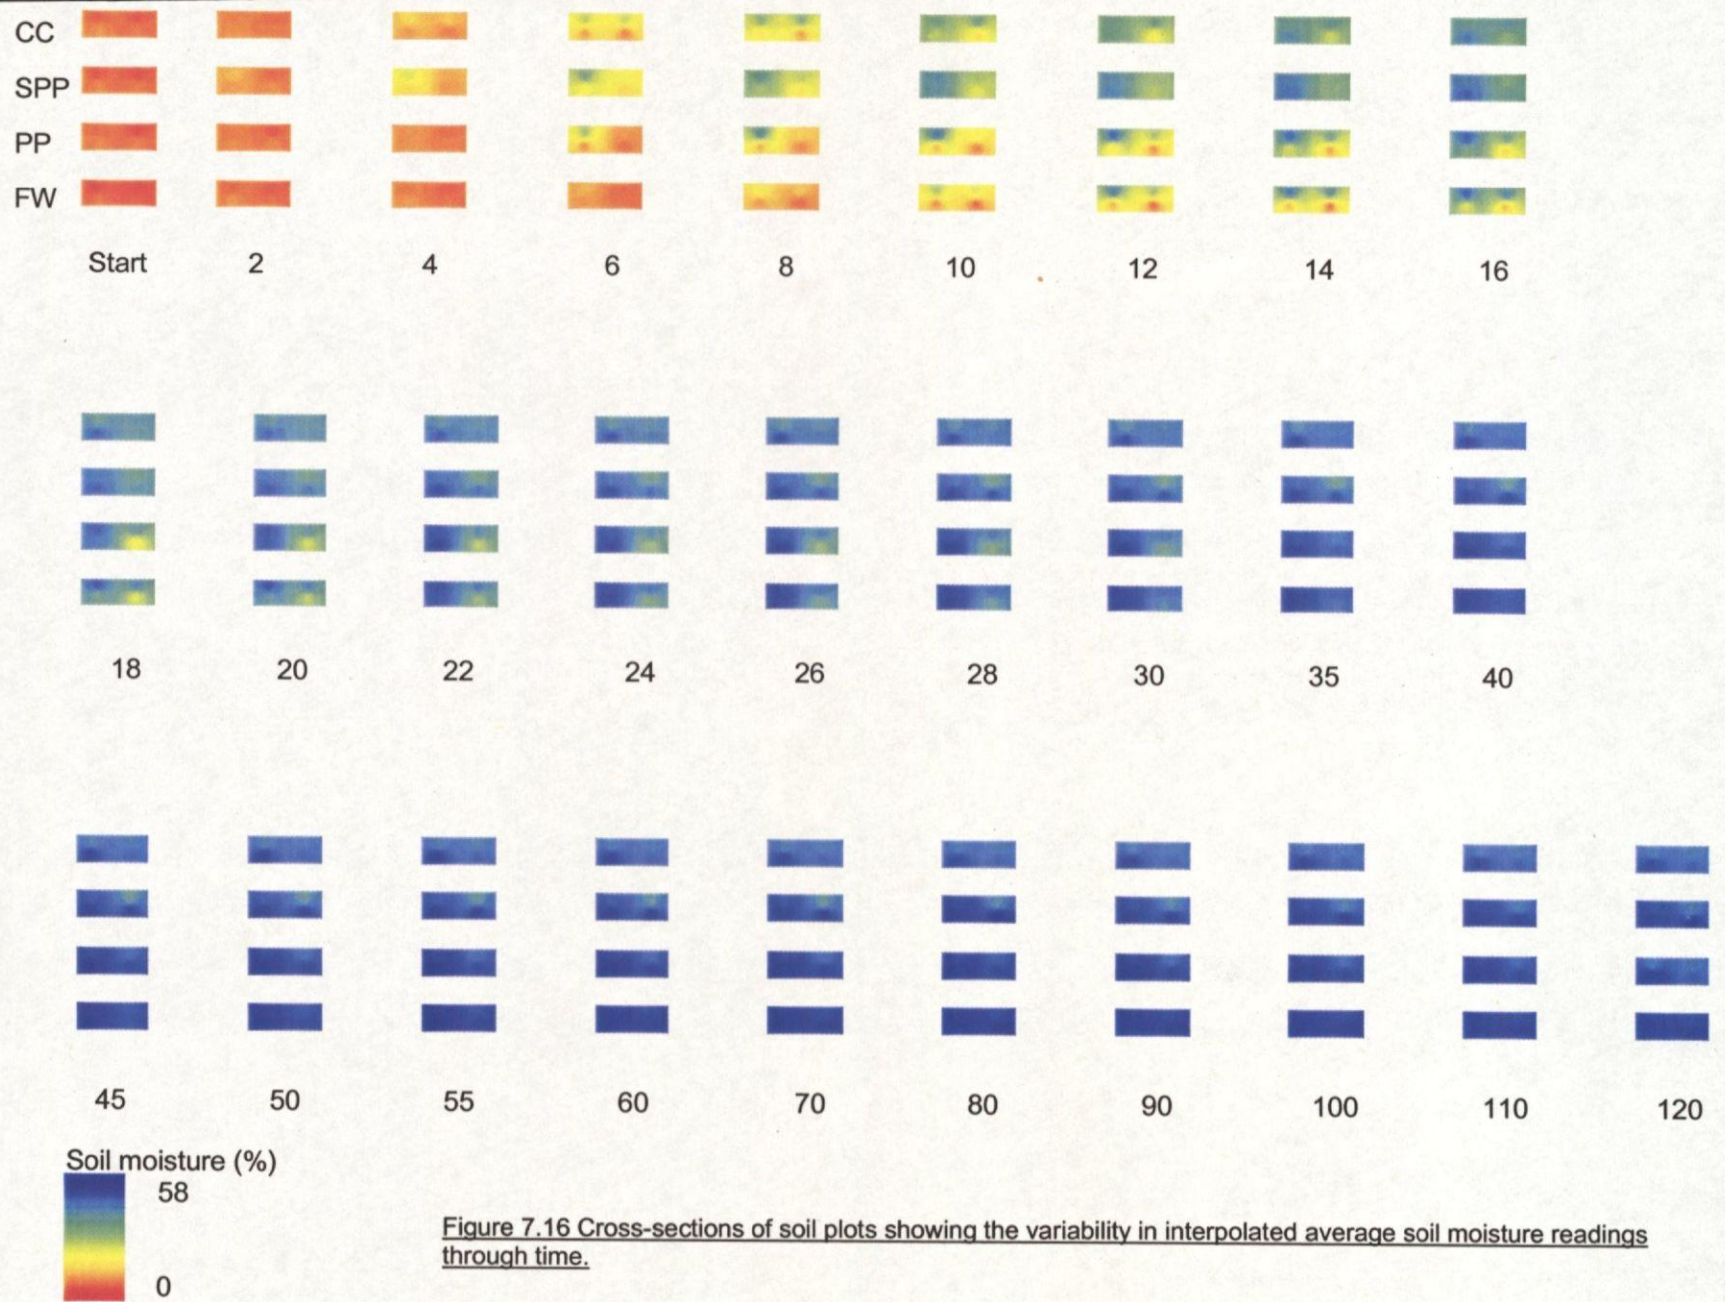 CC
SPP
PP
FW
Start 2 4 6 8 10 12 14 16
18 20 22 24 26 28 30 35 40
45 50 55 60 70 80 90 100 110 120
Soil moisture (%)
58
0
Figure 7.16 Cross-sections of soil plots showing the variability in interpolated average soil moisture readings
through time.